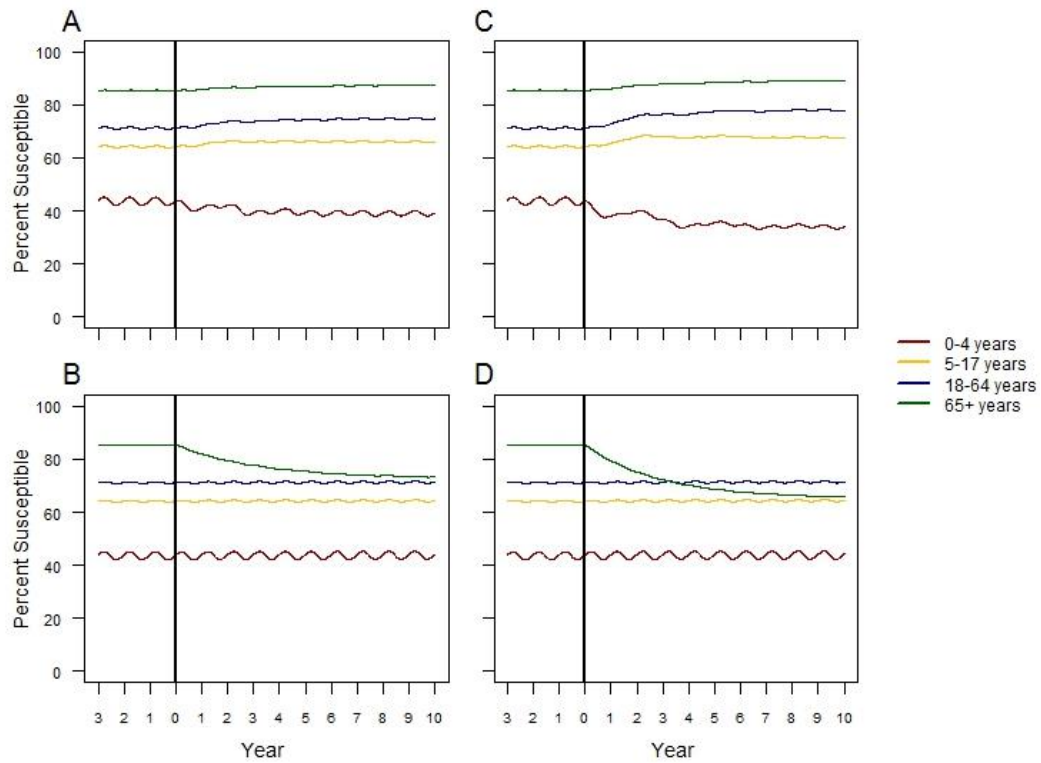 A
C
Percent Susceptible
100
80
60
40
20
0
B
D
Percent Susceptible
100
80
60
40
20
0
3 2 1 0 1 2 3 4 5 6 7 8 9 10
3 2 1 0 1 2 3 4 5 6 7 8 9 10
Year
Year
0-4 years
5-17 years
18-64 years
65+ years